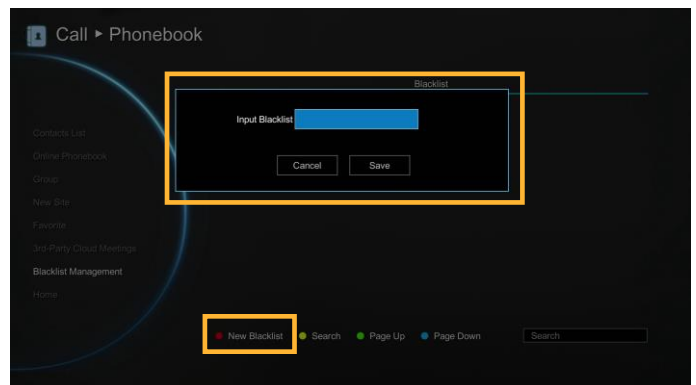 Call ▸ Phonebook
Blacklist
Input Blacklist
Cancel Save
Contacts List
Online Phonebook
Group
New Site
Favorite
3rd-Party Cloud Meetings
Blacklist Management
Home
New Blacklist Search Page Up Page Down Search